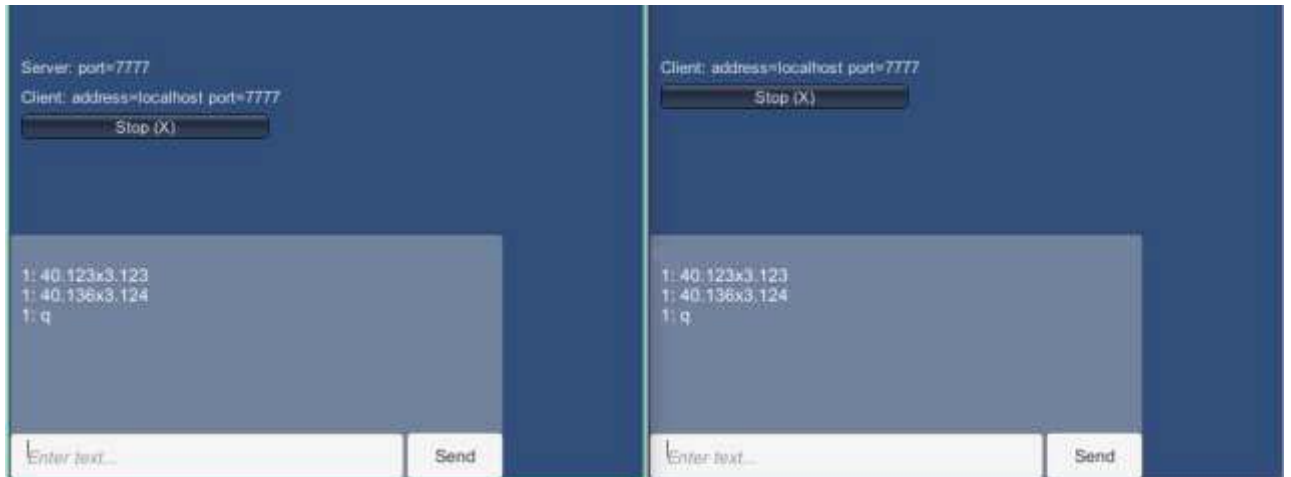 Server: port=7777
Client: address=localhost port=7777
Stop (X)
1: 40.123x3.123
1: 40.136x3.124
1: q
Enter text...
Send
Client: address=localhost port=7777
Stop (X)
1: 40.123x3.123
1: 40.136x3.124
1: q
Enter text...
Send